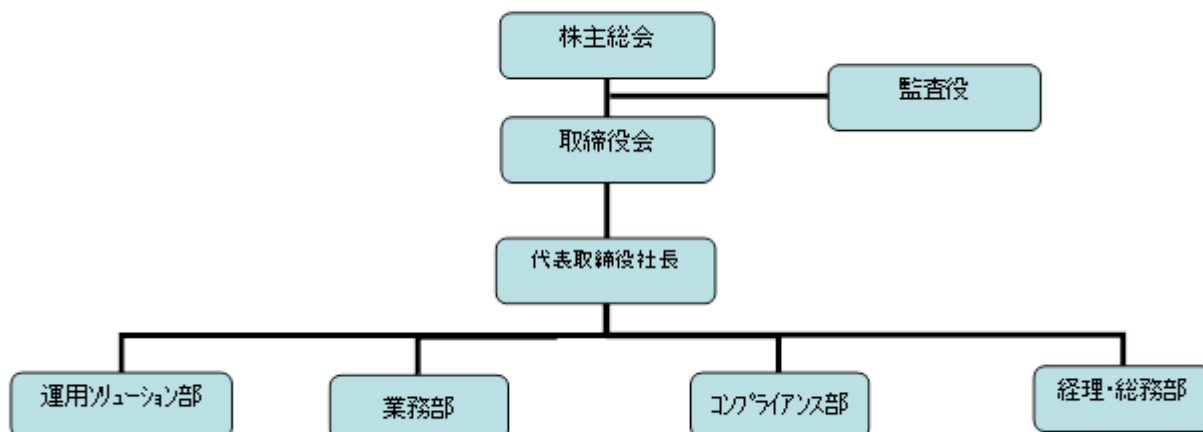 株主総会
監査役
取締役会
代表取締役社長
運用ｿﾘｭｰｼｮﾝ部
業務部
ｺﾝﾌﾟﾗｲｱﾝｽ部
経理・総務部